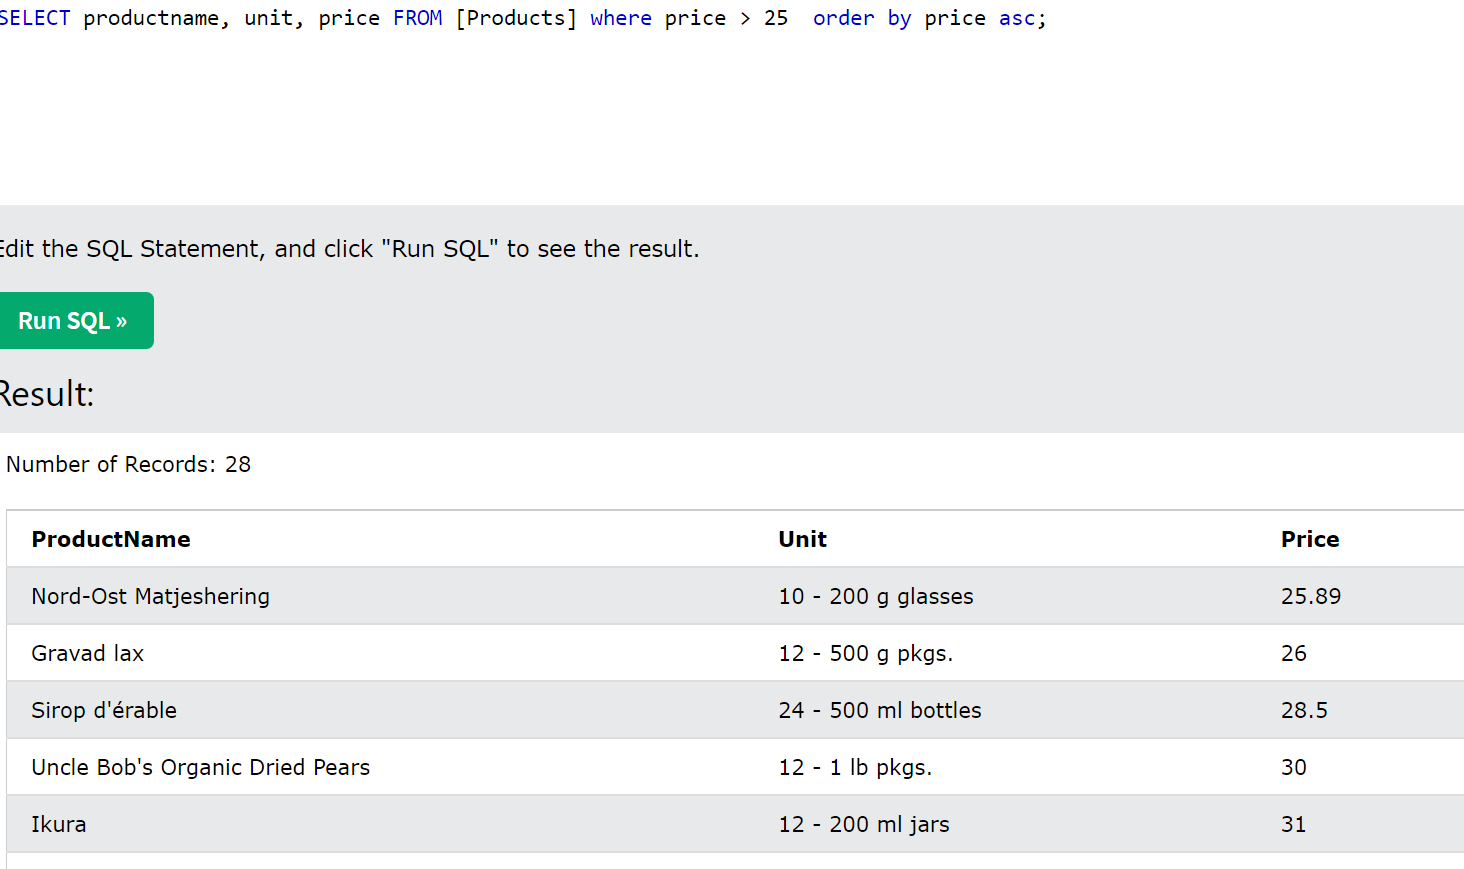 SELECT productname, unit, price FROM [Products] where price > 25  order by price asc;
Edit the SQL Statement, and click "Run SQL" to see the result.
Run SQL »
Result:
Number of Records: 28
ProductName Unit Price
Nord-Ost Matjeshering 10 - 200 g glasses 25.89
Gravad lax 12 - 500 g pkgs. 26
Sirop d'érable 24 - 500 ml bottles 28.5
Uncle Bob's Organic Dried Pears 12 - 1 lb pkgs. 30
Ikura 12 - 200 ml jars 31